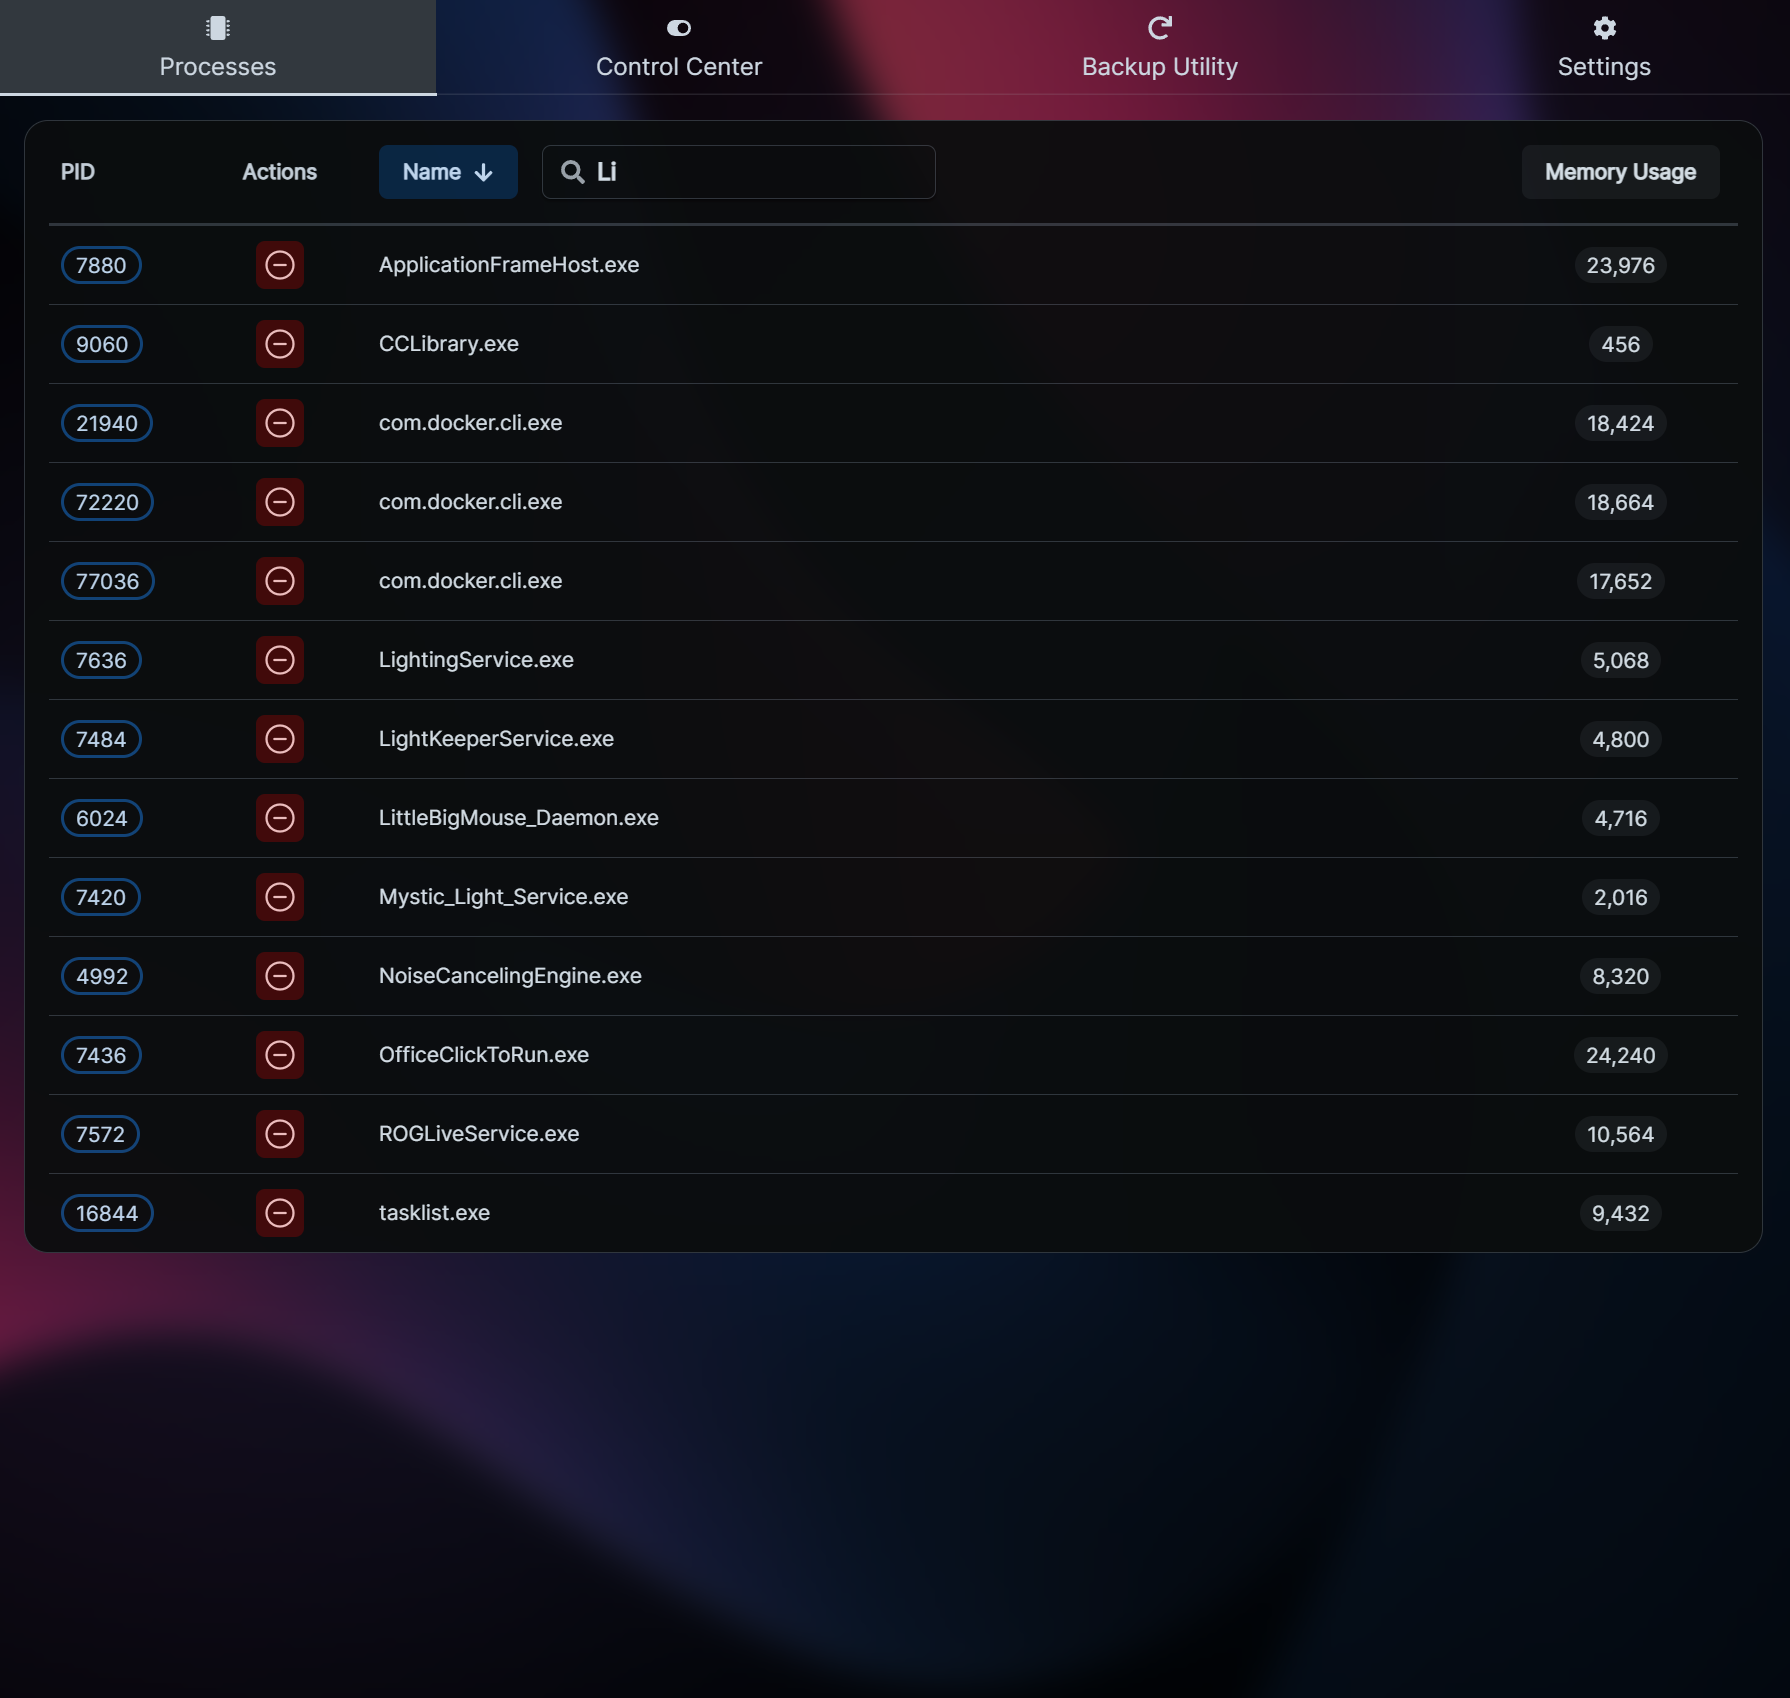 Processes
Control Center
Backup Utility
Settings
PID Actions Name Li Memory Usage
7880 ApplicationFrameHost.exe 23,976
9060 CCLibrary.exe 456
21940 com.docker.cli.exe 18,424
72220 com.docker.cli.exe 18,664
77036 com.docker.cli.exe 17,652
7636 LightingService.exe 5,068
7484 LightKeeperService.exe 4,800
6024 LittleBigMouse_Daemon.exe 4,716
7420 Mystic_Light_Service.exe 2,016
4992 NoiseCancelingEngine.exe 8,320
7436 OfficeClickToRun.exe 24,240
7572 ROGLiveService.exe 10,564
16844 tasklist.exe 9,432